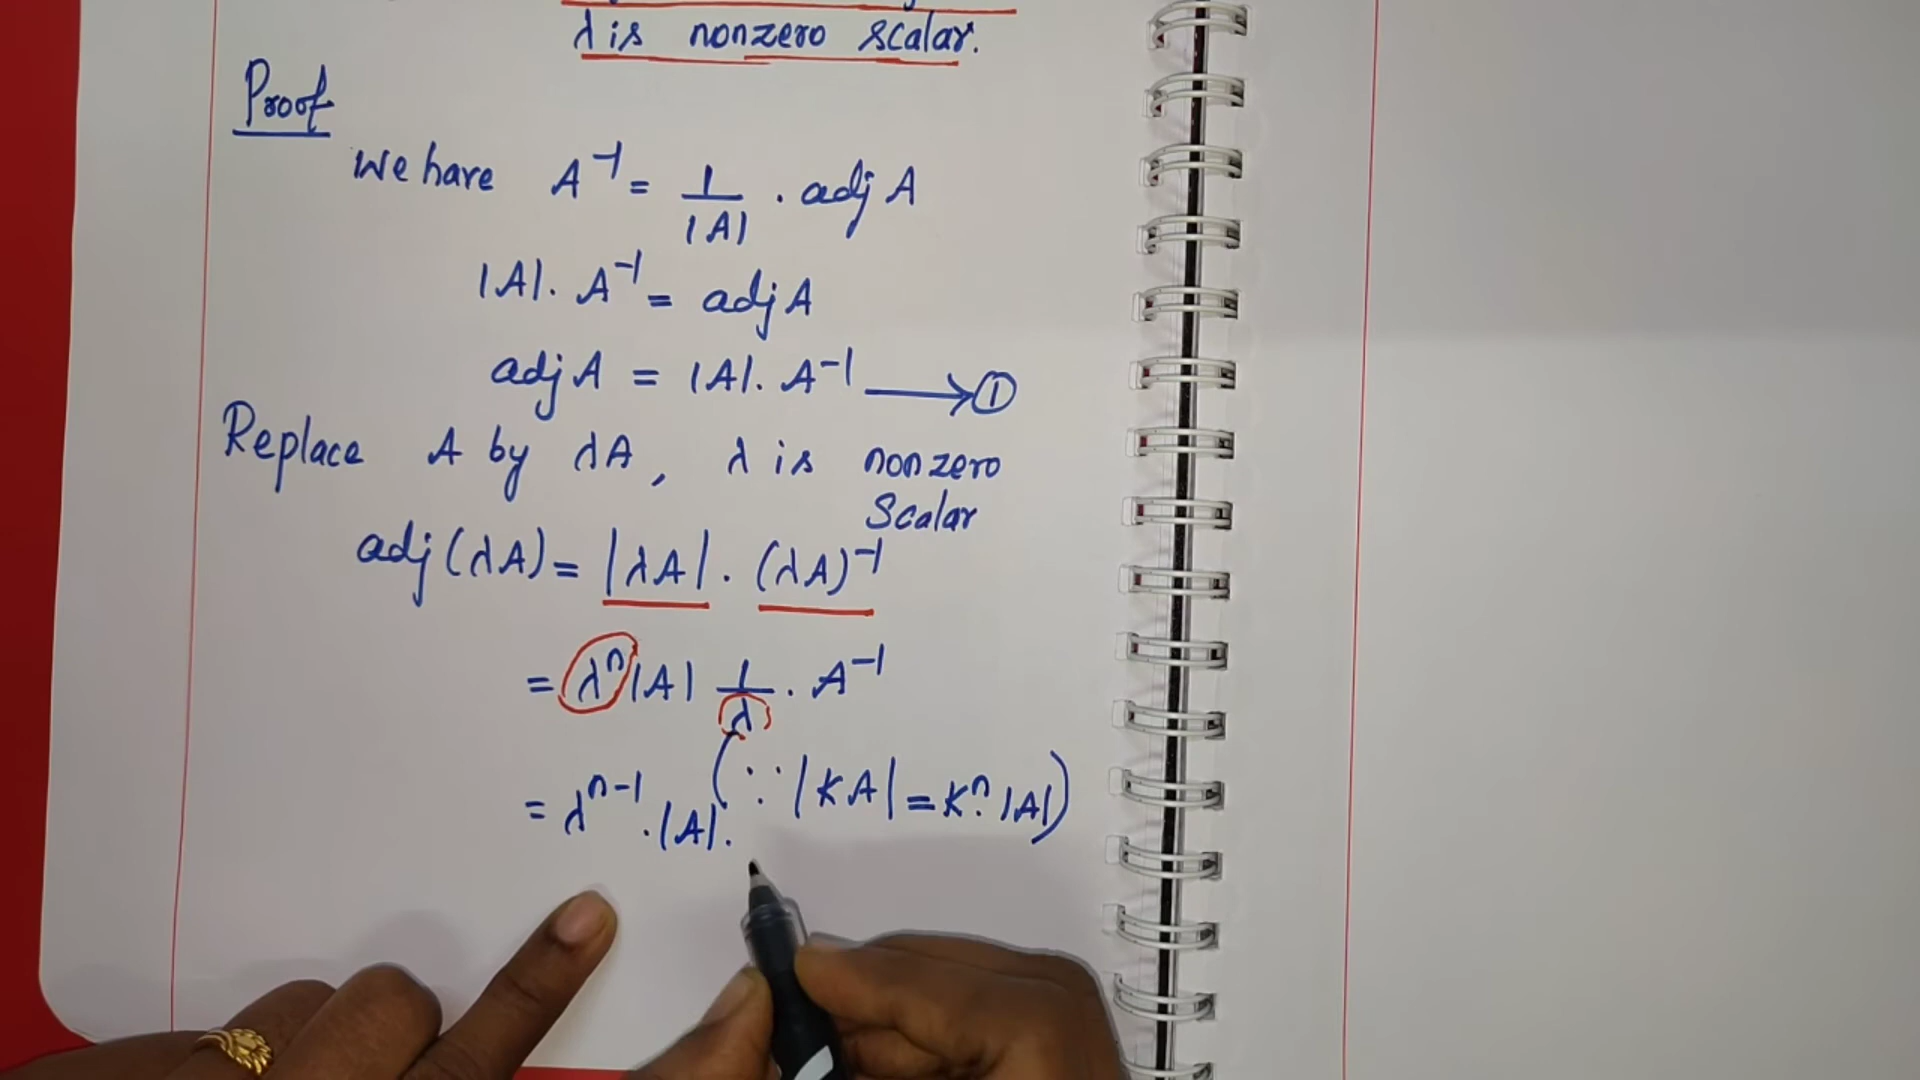 λ is nonzero scalar.
Proof
We have A⁻¹ = 1/|A| · adj A
|A|. A⁻¹ = adj A
adj A = |A|. A⁻¹ ⟶ ①
Replace A by λA, λ is nonzero
Scalar
adj (λA) = |λA| · (λA)⁻¹
= λⁿ |A| 1/λ · A⁻¹
= λⁿ⁻¹ · |A|. (∵ |KA| = Kⁿ. |A|)